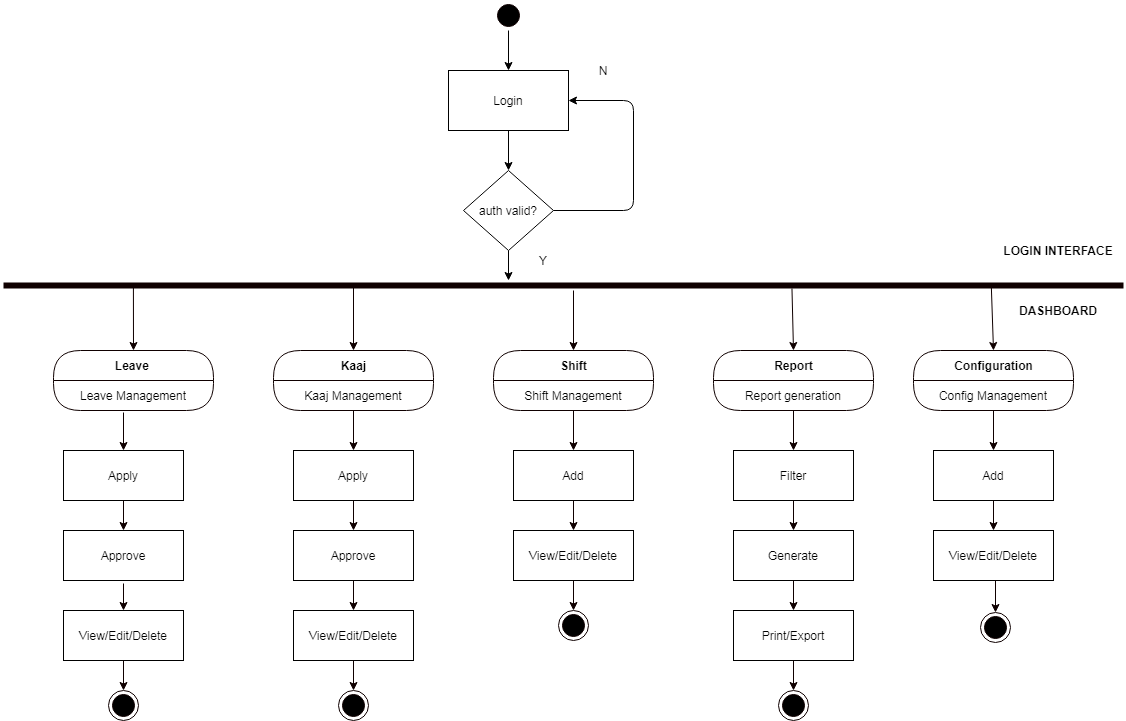 N
Login
auth valid?
LOGIN INTERFACE
Y
DASHBOARD
Leave
Leave Management
Kaaj
Kaaj Management
Shift
Shift Management
Report
Report generation
Configuration
Config Management
Apply
Apply
Add
Filter
Add
Approve
Approve
View/Edit/Delete
Generate
View/Edit/Delete
View/Edit/Delete
View/Edit/Delete
Print/Export